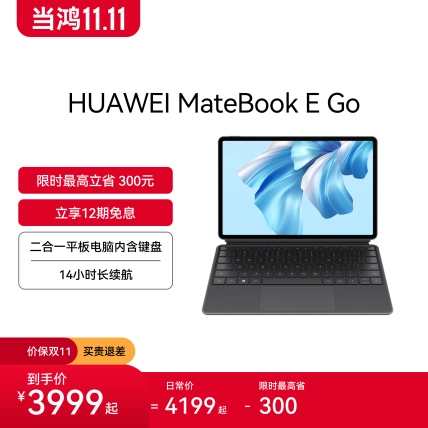 当鸿11.11
HUAWEI MateBook E Go
限时最高立省 300元
立享12期免息
二合一平板电脑内含键盘
14小时长续航
价保双11 买贵退差
到手价 日常价 限时最高省
¥3999起 = 4199起 - 300